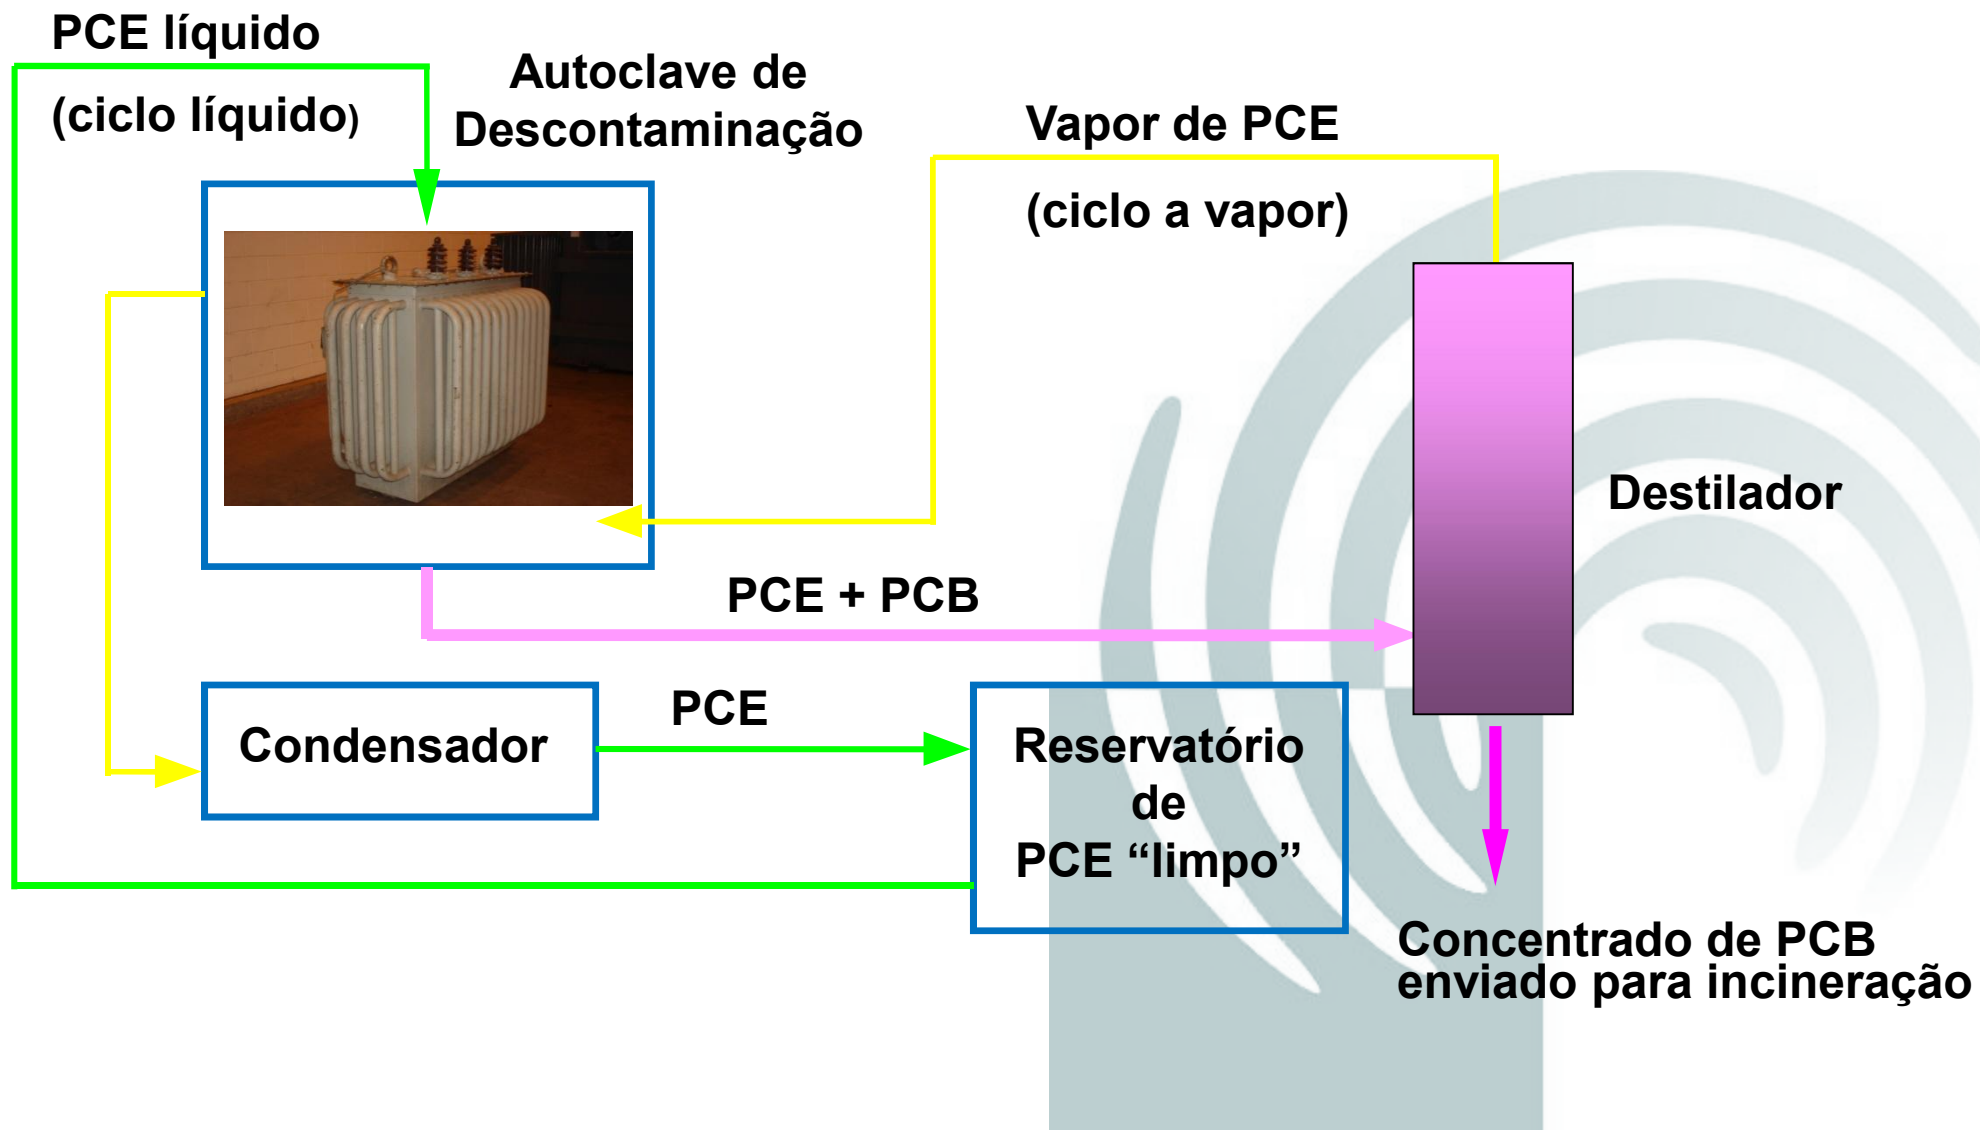 PCE líquido
(ciclo líquido)
Autoclave de
Descontaminação
Vapor de PCE
(ciclo a vapor)
Destilador
PCE + PCB
PCE
Condensador
Reservatório
de
PCE “limpo”
Concentrado de PCB
enviado para incineração